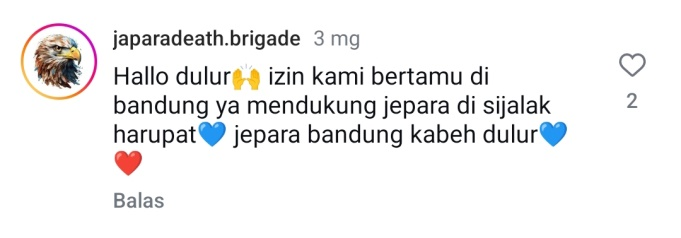 japaradeath.brigade 3 mg
Hallo dulur🙌 izin kami bertamu di
bandung ya mendukung jepara di sijalak
harupat💙 jepara bandung kabeh dulur💙
❤️
2
Balas